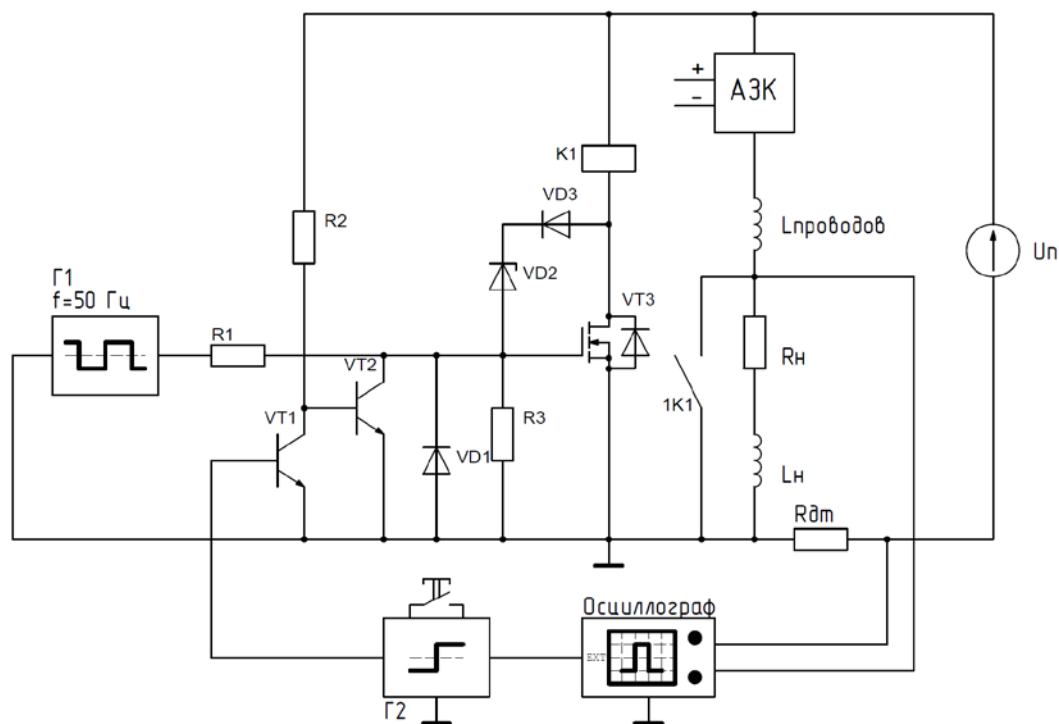 +
-
АЗК
K1
VD3
R2
Lпроводов
Uп
VD2
Г1
f=50 Гц
VT3
R1
VT2
Rн
1K1
R3
VT1
VD1
Lн
Rдт
Осциллограф
EXT
Г2